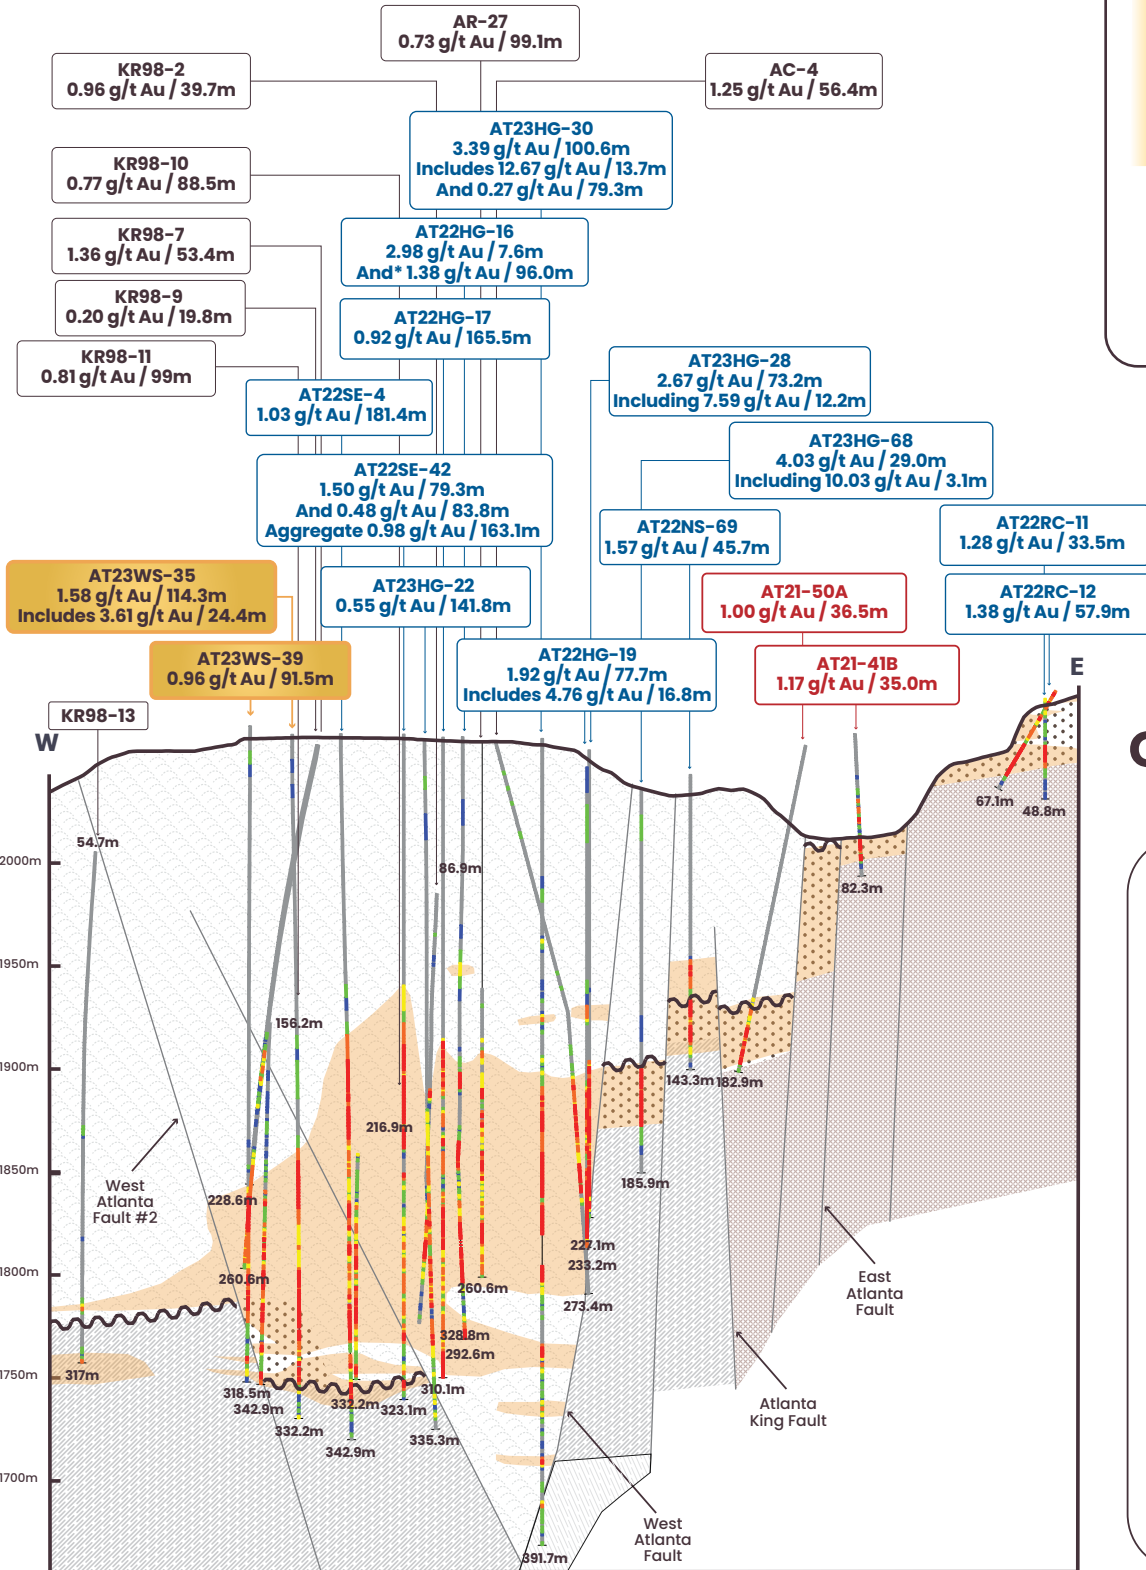 AR-27
0.73 g/t Au / 99.1m
KR98-2
0.96 g/t Au / 39.7m
AC-4
1.25 g/t Au / 56.4m
AT23HG-30
3.39 g/t Au / 100.6m
Includes 12.67 g/t Au / 13.7m
And 0.27 g/t Au / 79.3m
KR98-10
0.77 g/t Au / 88.5m
KR98-7
1.36 g/t Au / 53.4m
AT22HG-16
2.98 g/t Au / 7.6m
And* 1.38 g/t Au / 96.0m
KR98-9
0.20 g/t Au / 19.8m
AT22HG-17
0.92 g/t Au / 165.5m
KR98-11
0.81 g/t Au / 99m
AT23HG-28
2.67 g/t Au / 73.2m
Including 7.59 g/t Au / 12.2m
AT22SE-4
1.03 g/t Au / 181.4m
AT23HG-68
4.03 g/t Au / 29.0m
Including 10.03 g/t Au / 3.1m
AT22SE-42
1.50 g/t Au / 79.3m
And 0.48 g/t Au / 83.8m
Aggregate 0.98 g/t Au / 163.1m
AT22NS-69
1.57 g/t Au / 45.7m
AT22RC-11
1.28 g/t Au / 33.5m
AT23WS-35
1.58 g/t Au / 114.3m
Includes 3.61 g/t Au / 24.4m
AT23HG-22
0.55 g/t Au / 141.8m
AT21-50A
1.00 g/t Au / 36.5m
AT22RC-12
1.38 g/t Au / 57.9m
AT23WS-39
0.96 g/t Au / 91.5m
AT22HG-19
1.92 g/t Au / 77.7m
Includes 4.76 g/t Au / 16.8m
AT21-41B
1.17 g/t Au / 35.0m
E
KR98-13
W
67.1m
48.8m
54.7m
2000m
86.9m
82.3m
1950m
156.2m
1900m
143.3m
182.9m
216.9m
1850m
185.9m
West
Atlanta
Fault #2
228.6m
227.1m
233.2m
1800m
260.6m
260.6m
273.4m
East
Atlanta
Fault
328.8m
292.6m
1750m
317m
318.5m
310.1m
342.9m
332.2m
323.1m
332.2m
335.3m
342.9m
Atlanta
King Fault
1700m
West
Atlanta
Fault
391.7m